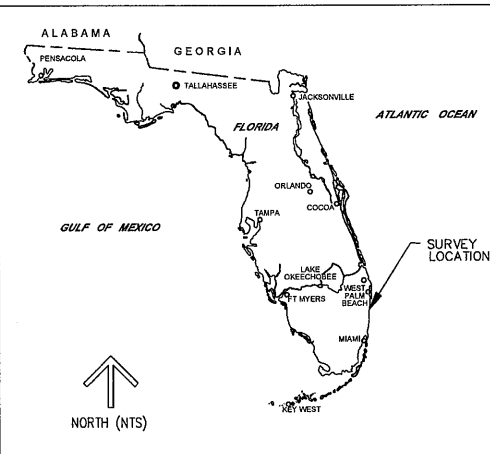 ALABAMA
GEORGIA
PENSACOLA
TALLAHASSEE
JACKSONVILLE
FLORIDA
ATLANTIC OCEAN
ORLANDO
COCOA
TAMPA
GULF OF MEXICO
SURVEY
LOCATION
LAKE
OKEECHOBEE
WEST
PALM
BEACH
FT MYERS
MIAMI
NORTH (NTS)
KEY WEST